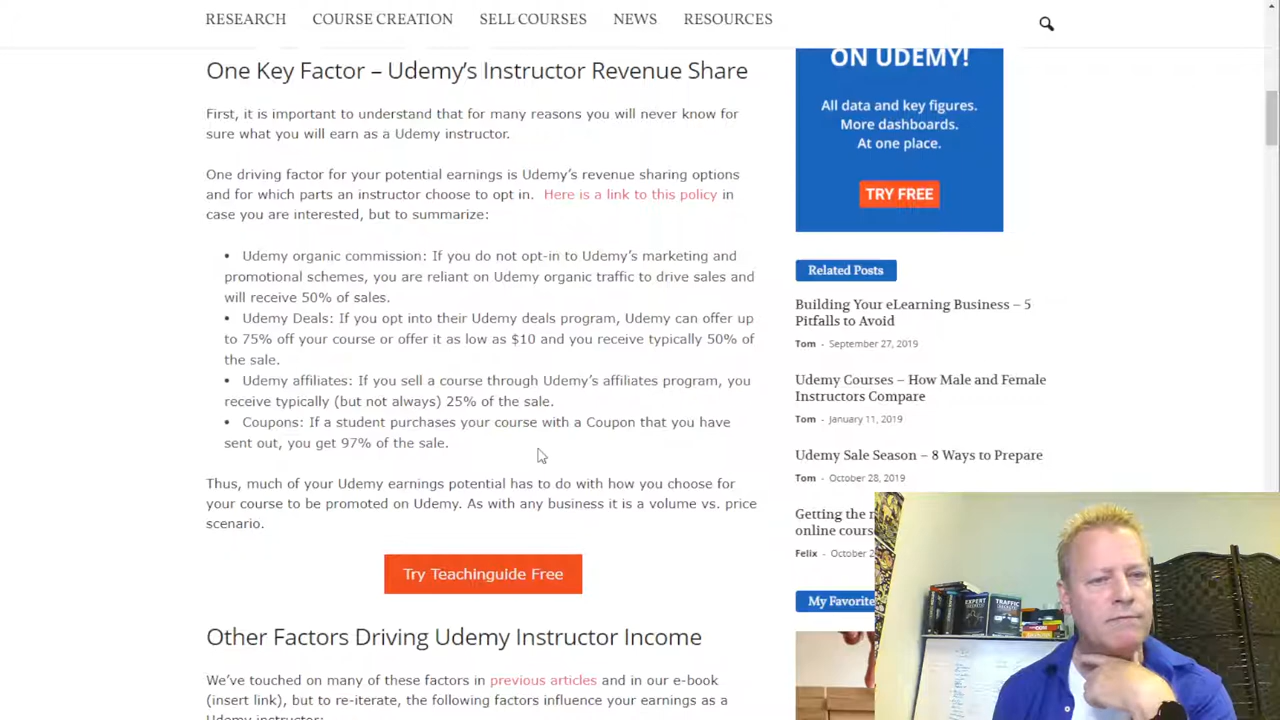 RESEARCH COURSE CREATION SELL COURSES NEWS RESOURCES
One Key Factor – Udemy's Instructor Revenue Share
First, it is important to understand that for many reasons you will never know for
sure what you will earn as a Udemy instructor.
One driving factor for your potential earnings is Udemy's revenue sharing options
and for which parts an instructor choose to opt in. Here is a link to this policy in
case you are interested, but to summarize:
• Udemy organic commission: If you do not opt-in to Udemy's marketing and
promotional schemes, you are reliant on Udemy organic traffic to drive sales and
will receive 50% of sales.
• Udemy Deals: If you opt into their Udemy deals program, Udemy can offer up
to 75% off your course or offer it as low as $10 and you receive typically 50% of
the sale.
• Udemy affiliates: If you sell a course through Udemy's affiliates program, you
receive typically (but not always) 25% of the sale.
• Coupons: If a student purchases your course with a Coupon that you have
sent out, you get 97% of the sale.
Thus, much of your Udemy earnings potential has to do with how you choose for
your course to be promoted on Udemy. As with any business it is a volume vs. price
scenario.
Try Teachinguide Free
Other Factors Driving Udemy Instructor Income
We've touched on many of these factors in previous articles and in our e-book
(insert link), but to re-iterate, the following factors influence your earnings as a
Udemy instructor:
ON UDEMY!
All data and key figures.
More dashboards.
At one place.
TRY FREE
Related Posts
Building Your eLearning Business – 5
Pitfalls to Avoid
Tom - September 27, 2019
Udemy Courses – How Male and Female
Instructors Compare
Tom - January 11, 2019
Udemy Sale Season – 8 Ways to Prepare
Tom - October 28, 2019
Getting the
online cours
Felix - October 2
My Favorite
EXPERT
TRAFFIC